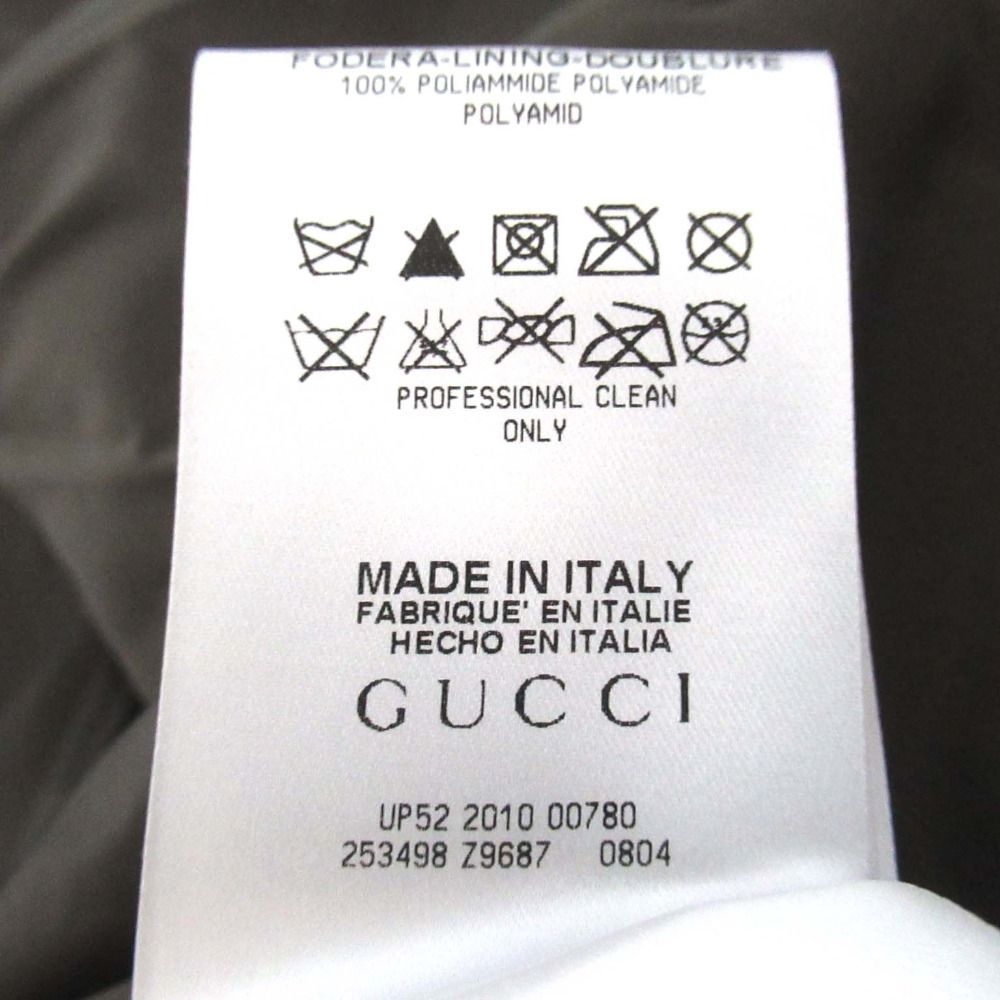 FODERA-LINING-DOUBLURE
100% POLIAMMIDE POLYAMIDE
POLYAMID
PROFESSIONAL CLEAN
ONLY
MADE IN ITALY
FABRIQUE' EN ITALIE
HECHO EN ITALIA
GUCCI
UP52 2010 00780
253498 Z9687 0804